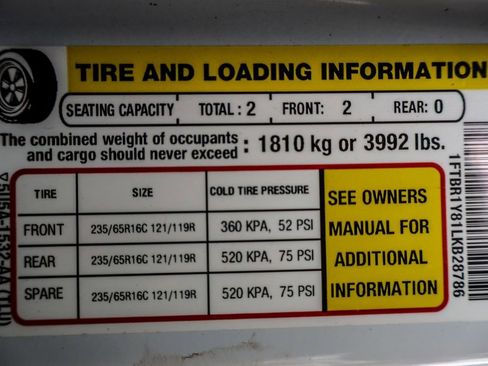 TIRE AND LOADING INFORMATION
SEATING CAPACITY TOTAL : 2 FRONT: 2 REAR: 0
The combined weight of occupants
and cargo should never exceed : 1810 kg or 3992 lbs.
TIRE SIZE COLD TIRE PRESSURE
FRONT 235/65R16C 121/119R 360 KPA, 52 PSI
REAR 235/65R16C 121/119R 520 KPA, 75 PSI
SPARE 235/65R16C 121/119R 520 KPA, 75 PSI
SEE OWNERS
MANUAL FOR
ADDITIONAL
INFORMATION
1FTBR1Y81LKB28786